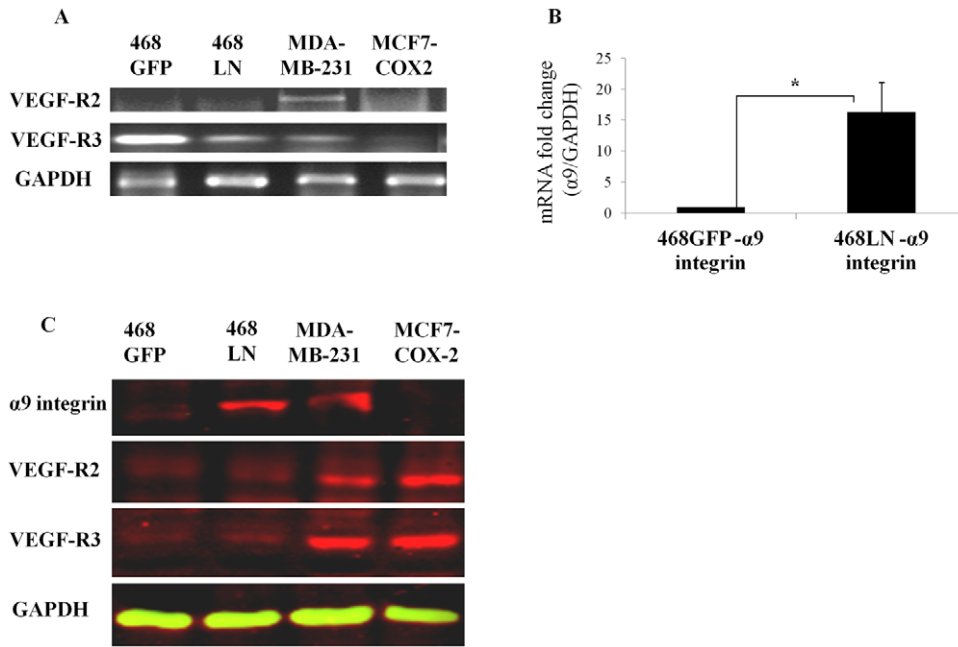 A
468 GFP
468 LN
MDA-MB-231
MCF7-COX2
VEGF-R2
VEGF-R3
GAPDH
B
mRNA fold change
(α9/GAPDH)
25
20
15
10
5
0
*
468GFP -α9
integrin
468LN -α9
integrin
C
468 GFP
468 LN
MDA-MB-231
MCF7-COX-2
α9 integrin
VEGF-R2
VEGF-R3
GAPDH